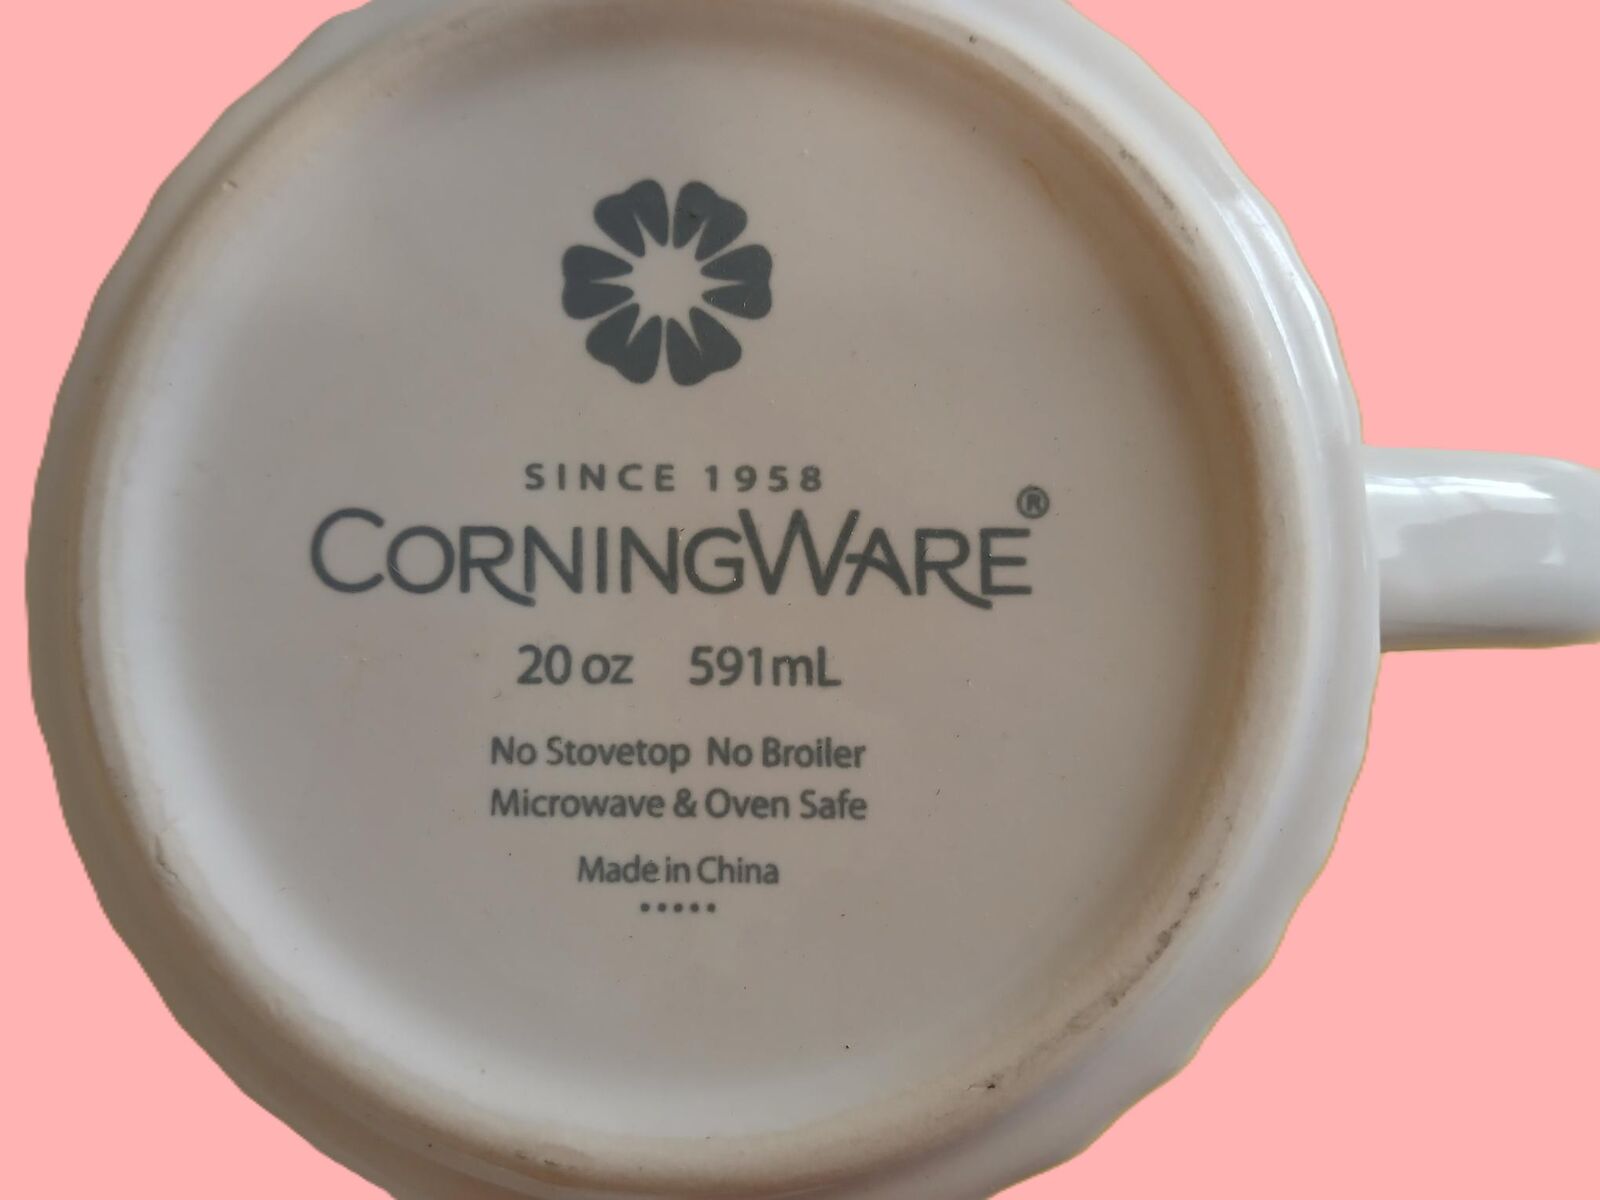 SINCE 1958
CORNINGWARE®
20 oz 591mL
No Stovetop No Broiler
Microwave & Oven Safe
Made in China